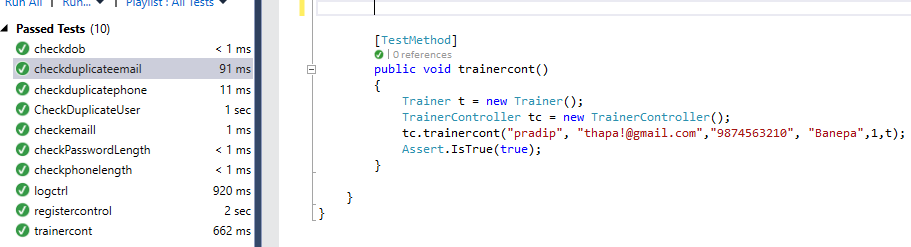 Run All | Run... | Playlist : All Tests
Passed Tests (10)
checkdob < 1 ms
checkduplicateemail 91 ms
checkduplicatephone 11 ms
CheckDuplicateUser 1 sec
checkemaill 1 ms
checkPasswordLength < 1 ms
checkphonelength < 1 ms
logctrl 920 ms
registercontrol 2 sec
trainercont 662 ms
[TestMethod]
| 0 references
public void trainercont()
{
Trainer t = new Trainer();
TrainerController tc = new TrainerController();
tc.trainercont("pradip", "thapa!@gmail.com","9874563210", "Banepa",1,t);
Assert.IsTrue(true);
}
}
}